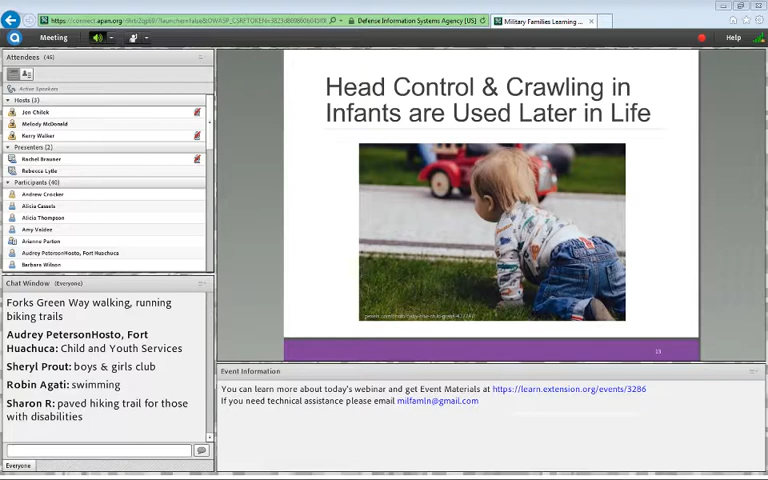 Defense Information Systems Agency [US]
Military Families Learning ...
Meeting
Help
Attendees (45)
Active Speakers
Hosts (3)
Jen Chilek
Melody McDonald
Kerry Walker
Presenters (2)
Rachel Brauner
Rebecca Lytle
Participants (40)
Andrew Crocker
Alicia Cassels
Alicia Thompson
Amy Vaidez
Arianna Parton
Audrey PetersonHosto, Fort Huachuca
Barbara Wilson
Chat Window (Everyone)
Forks Green Way walking, running
biking trails
Audrey PetersonHosto, Fort
Huachuca: Child and Youth Services
Sheryl Prout: boys & girls club
Robin Agati: swimming
Sharon R: paved hiking trail for those
with disabilities
Everyone
Head Control & Crawling in
Infants are Used Later in Life
13
Event Information
You can learn more about today's webinar and get Event Materials at https://learn.extension.org/events/3286
If you need technical assistance please email milfamln@gmail.com